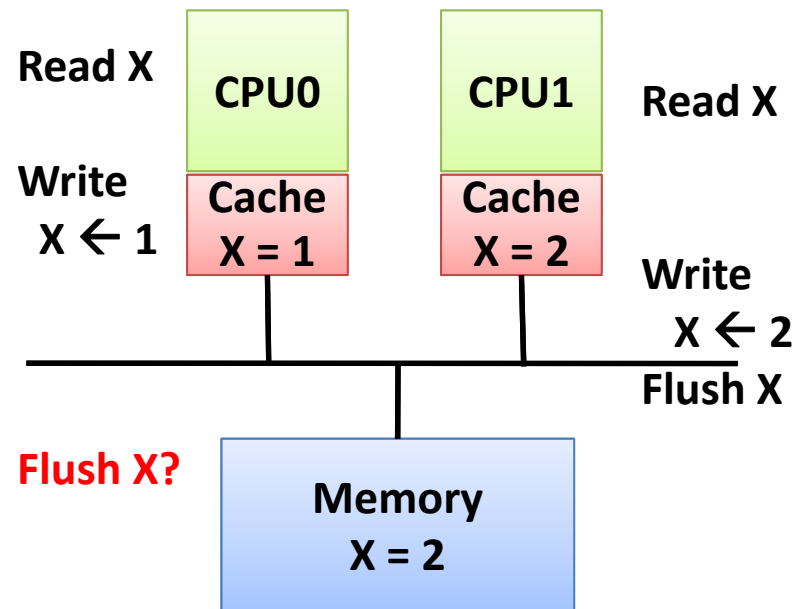 Read X
CPU0
CPU1
Read X
Write
X ← 1
Cache
X = 1
Cache
X = 2
Write
X ← 2
Flush X
Flush X?
Memory
X = 2